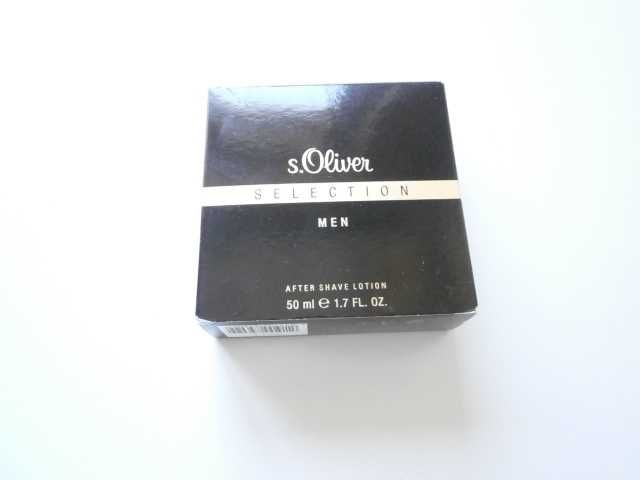 s.Oliver
SELECTION
MEN
AFTER SHAVE LOTION
50 ml ℮ 1.7 FL. OZ.